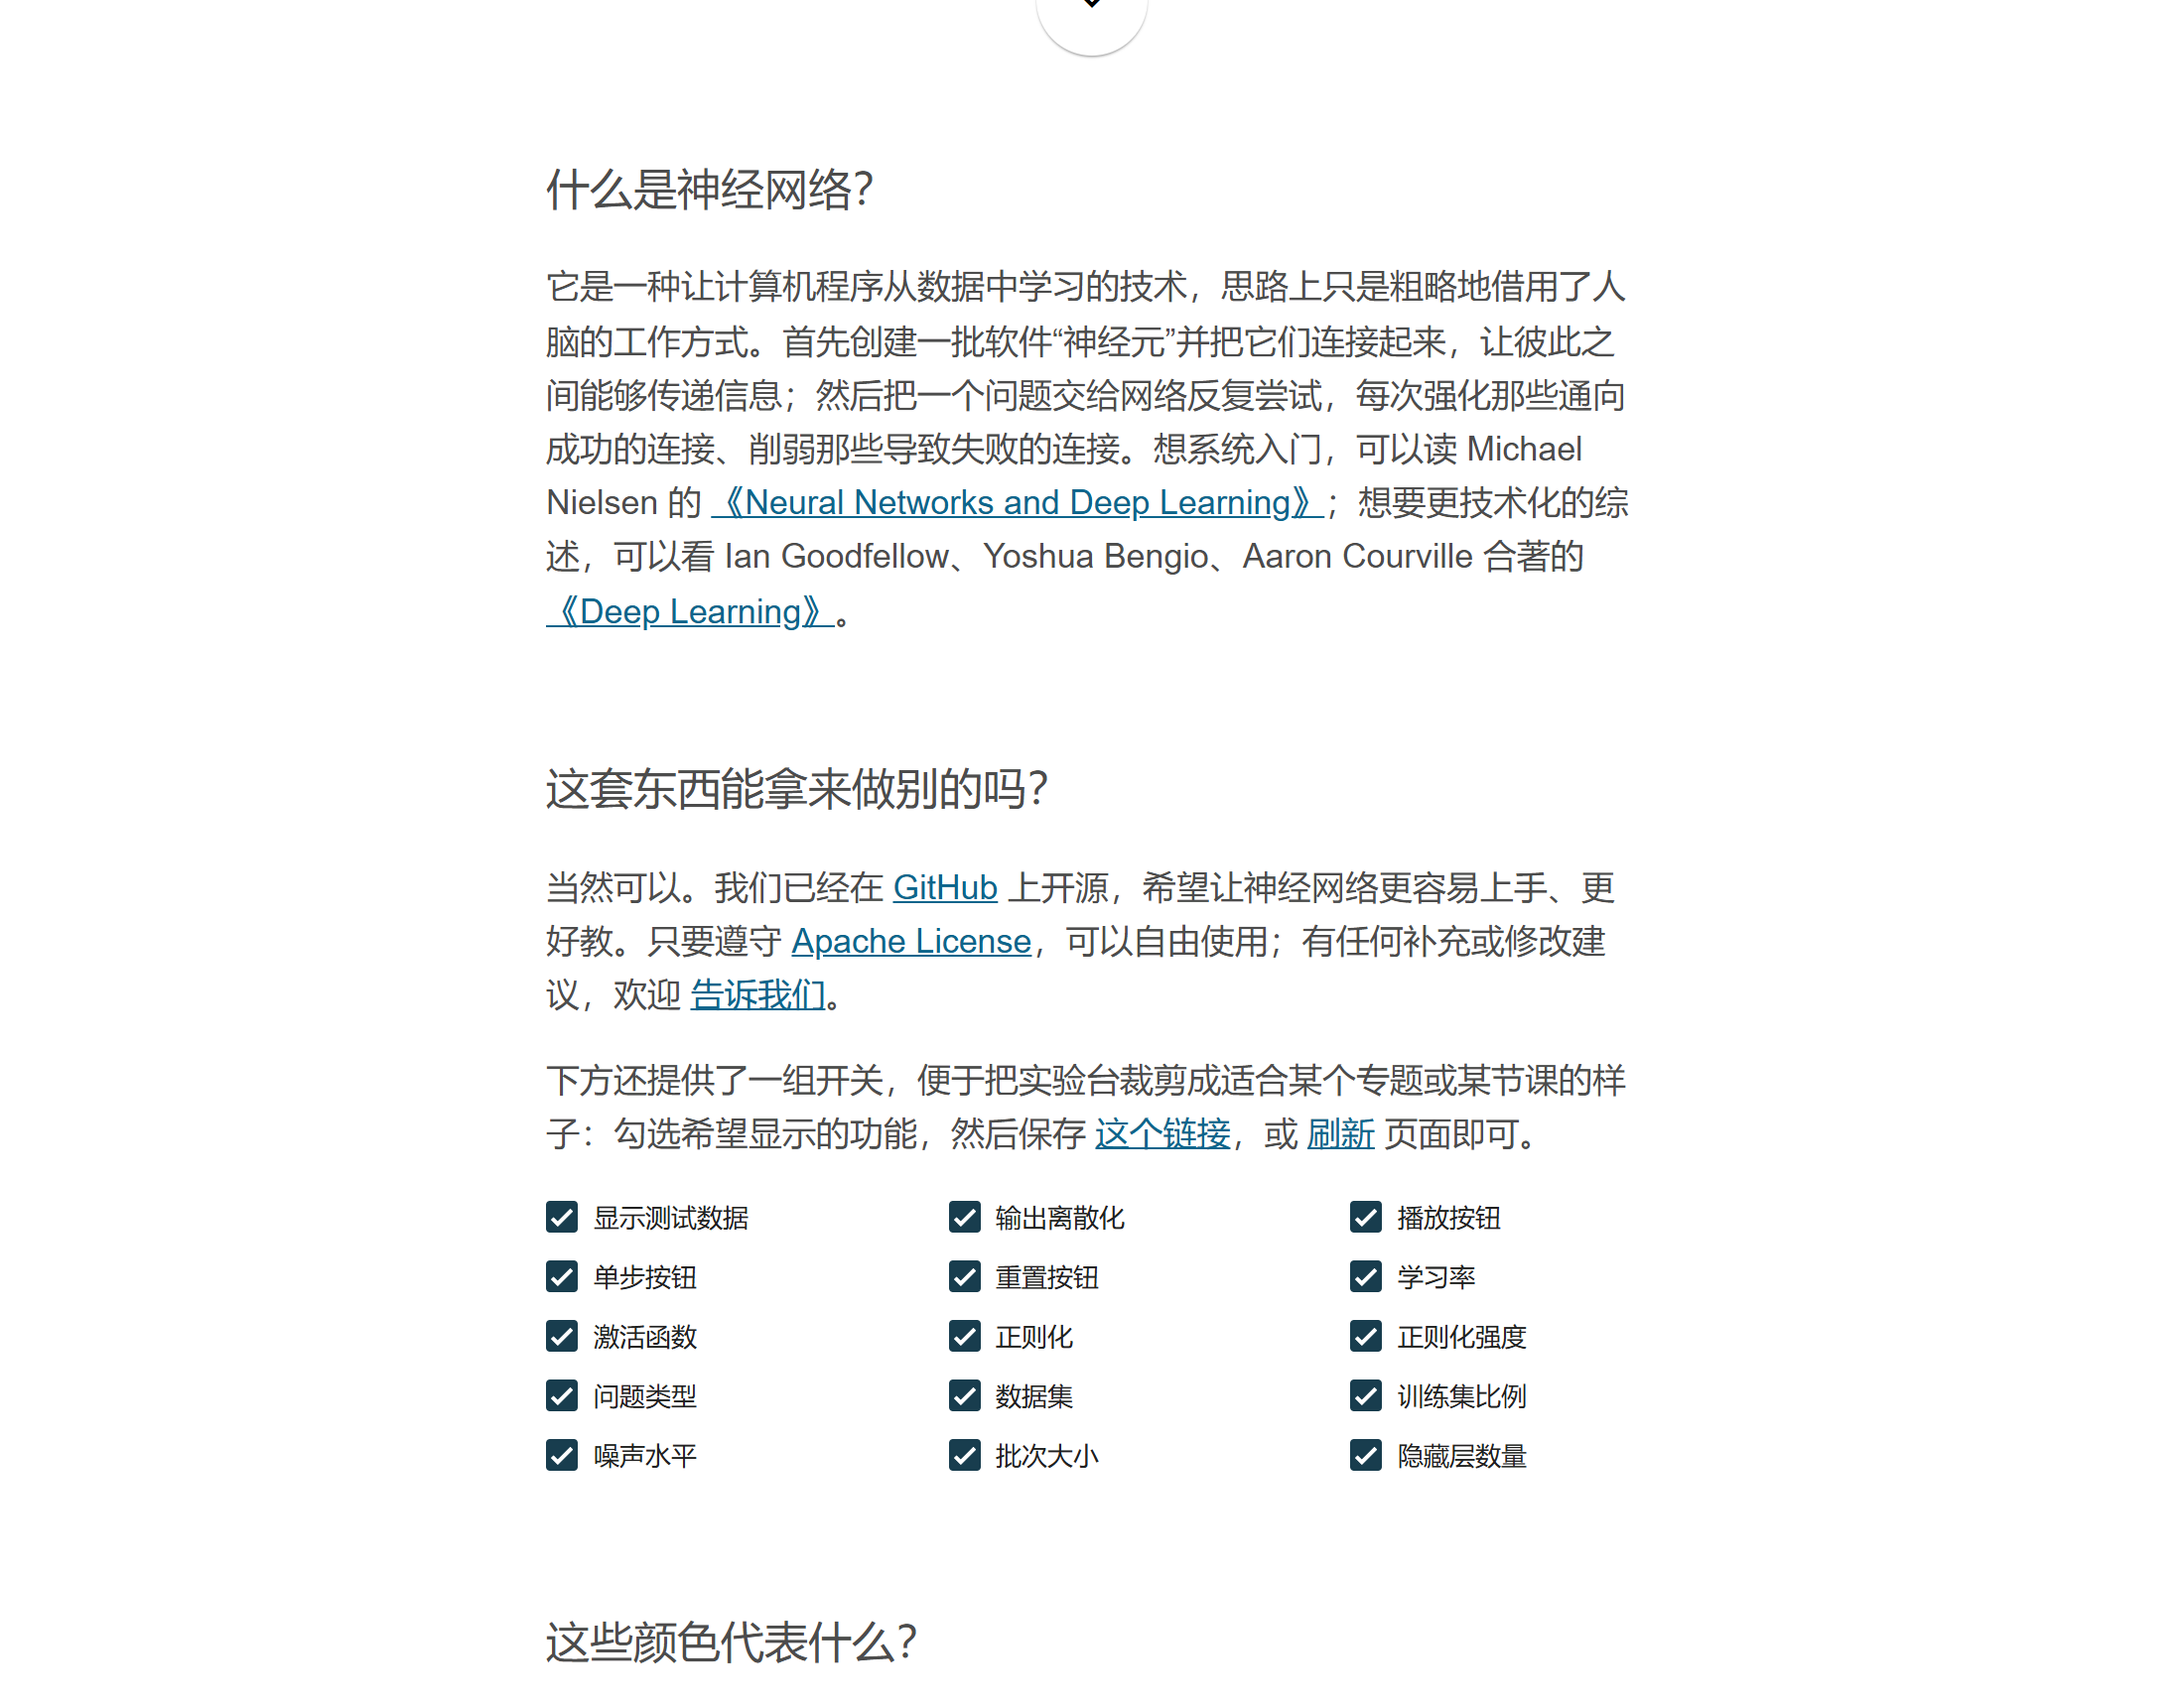 什么是神经网络？
它是一种让计算机程序从数据中学习的技术，思路上只是粗略地借用了人
脑的工作方式。首先创建一批软件“神经元”并把它们连接起来，让彼此之
间能够传递信息；然后把一个问题交给网络反复尝试，每次强化那些通向
成功的连接、削弱那些导致失败的连接。想系统入门，可以读 Michael
Nielsen 的 《Neural Networks and Deep Learning》；想要更技术化的综
述，可以看 Ian Goodfellow、Yoshua Bengio、Aaron Courville 合著的
《Deep Learning》。
这套东西能拿来做别的吗？
当然可以。我们已经在 GitHub 上开源，希望让神经网络更容易上手、更
好教。只要遵守 Apache License，可以自由使用；有任何补充或修改建
议，欢迎 告诉我们。
下方还提供了一组开关，便于把实验台裁剪成适合某个专题或某节课的样
子：勾选希望显示的功能，然后保存 这个链接，或 刷新 页面即可。
显示测试数据 输出离散化 播放按钮
单步按钮 重置按钮 学习率
激活函数 正则化 正则化强度
问题类型 数据集 训练集比例
噪声水平 批次大小 隐藏层数量
这些颜色代表什么？